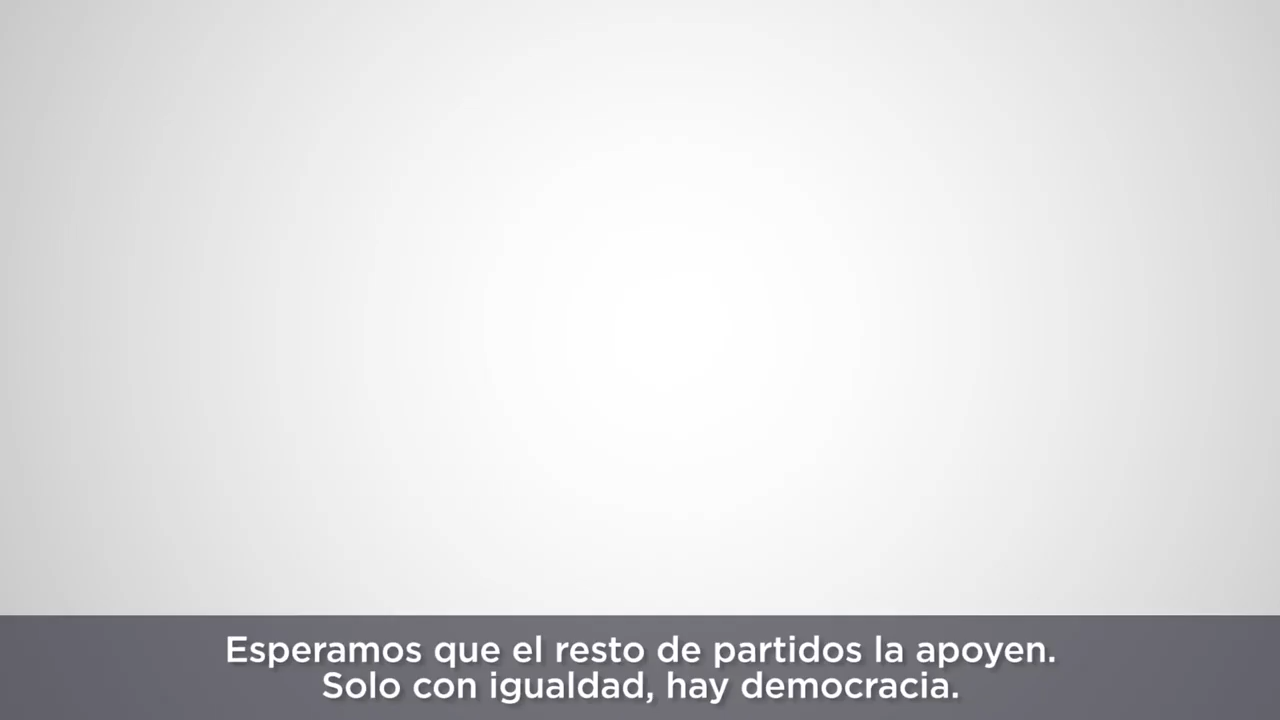 Esperamos que el resto de partidos la apoyen.
Solo con igualdad, hay democracia.